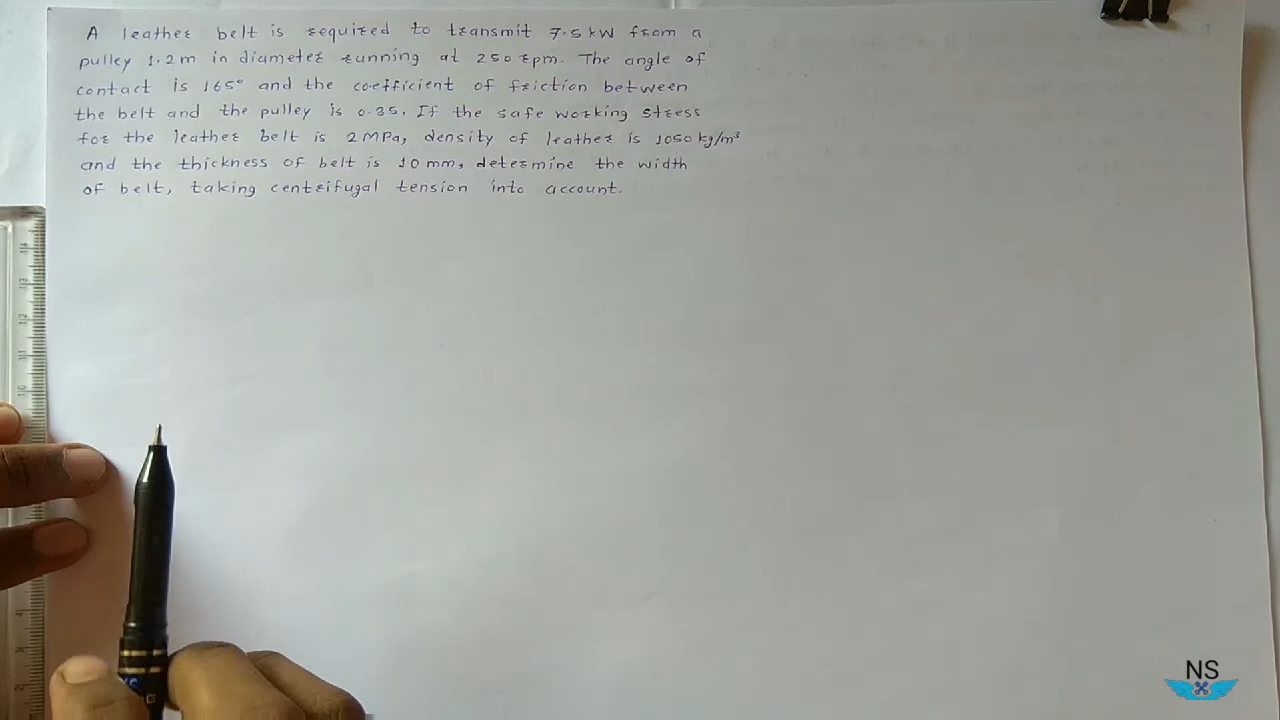 A leather belt is required to transmit 7.5 kW from a
pulley 1.2 m in diameter running at 250 rpm. The angle of
contact is 165° and the coefficient of friction between
the belt and the pulley is 0.35. If the safe working stress
for the leather belt is 2 MPa, density of leather is 1050 kg/m³
and the thickness of belt is 10 mm, determine the width
of belt, taking centrifugal tension into account.
NS